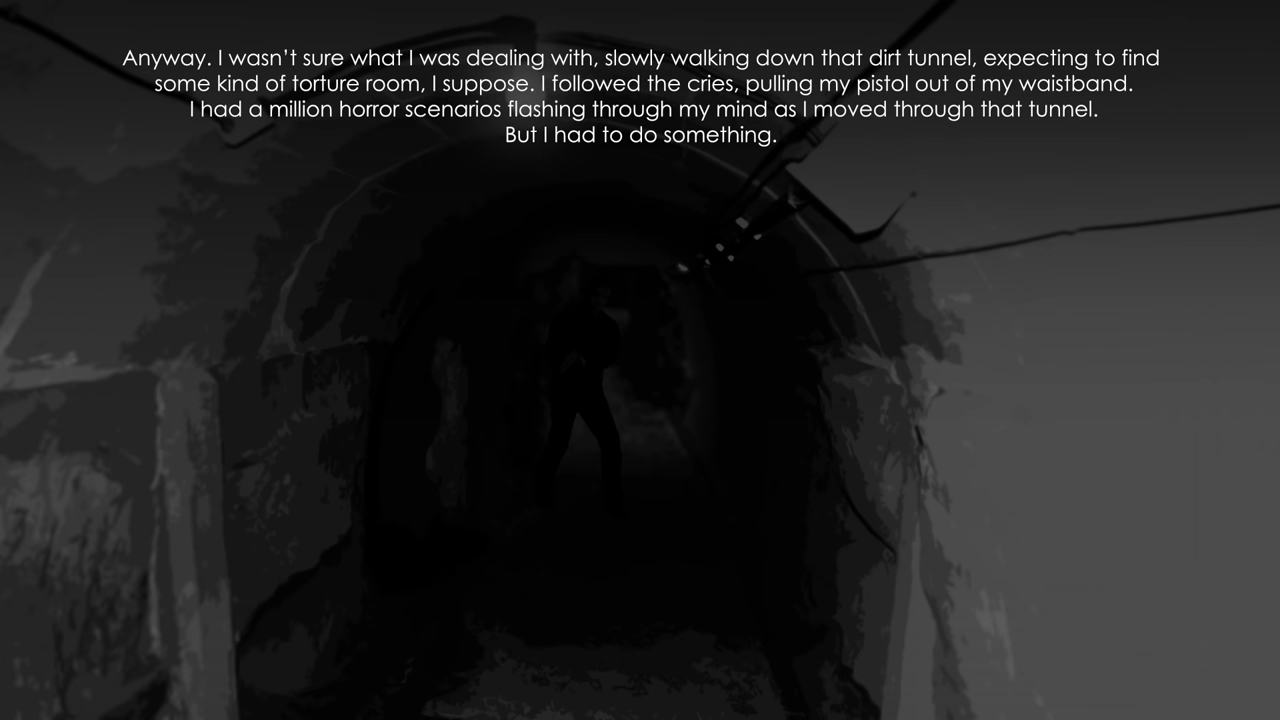 Anyway. I wasn’t sure what I was dealing with, slowly walking down that dirt tunnel, expecting to find
some kind of torture room, I suppose. I followed the cries, pulling my pistol out of my waistband.
I had a million horror scenarios flashing through my mind as I moved through that tunnel.
But I had to do something.